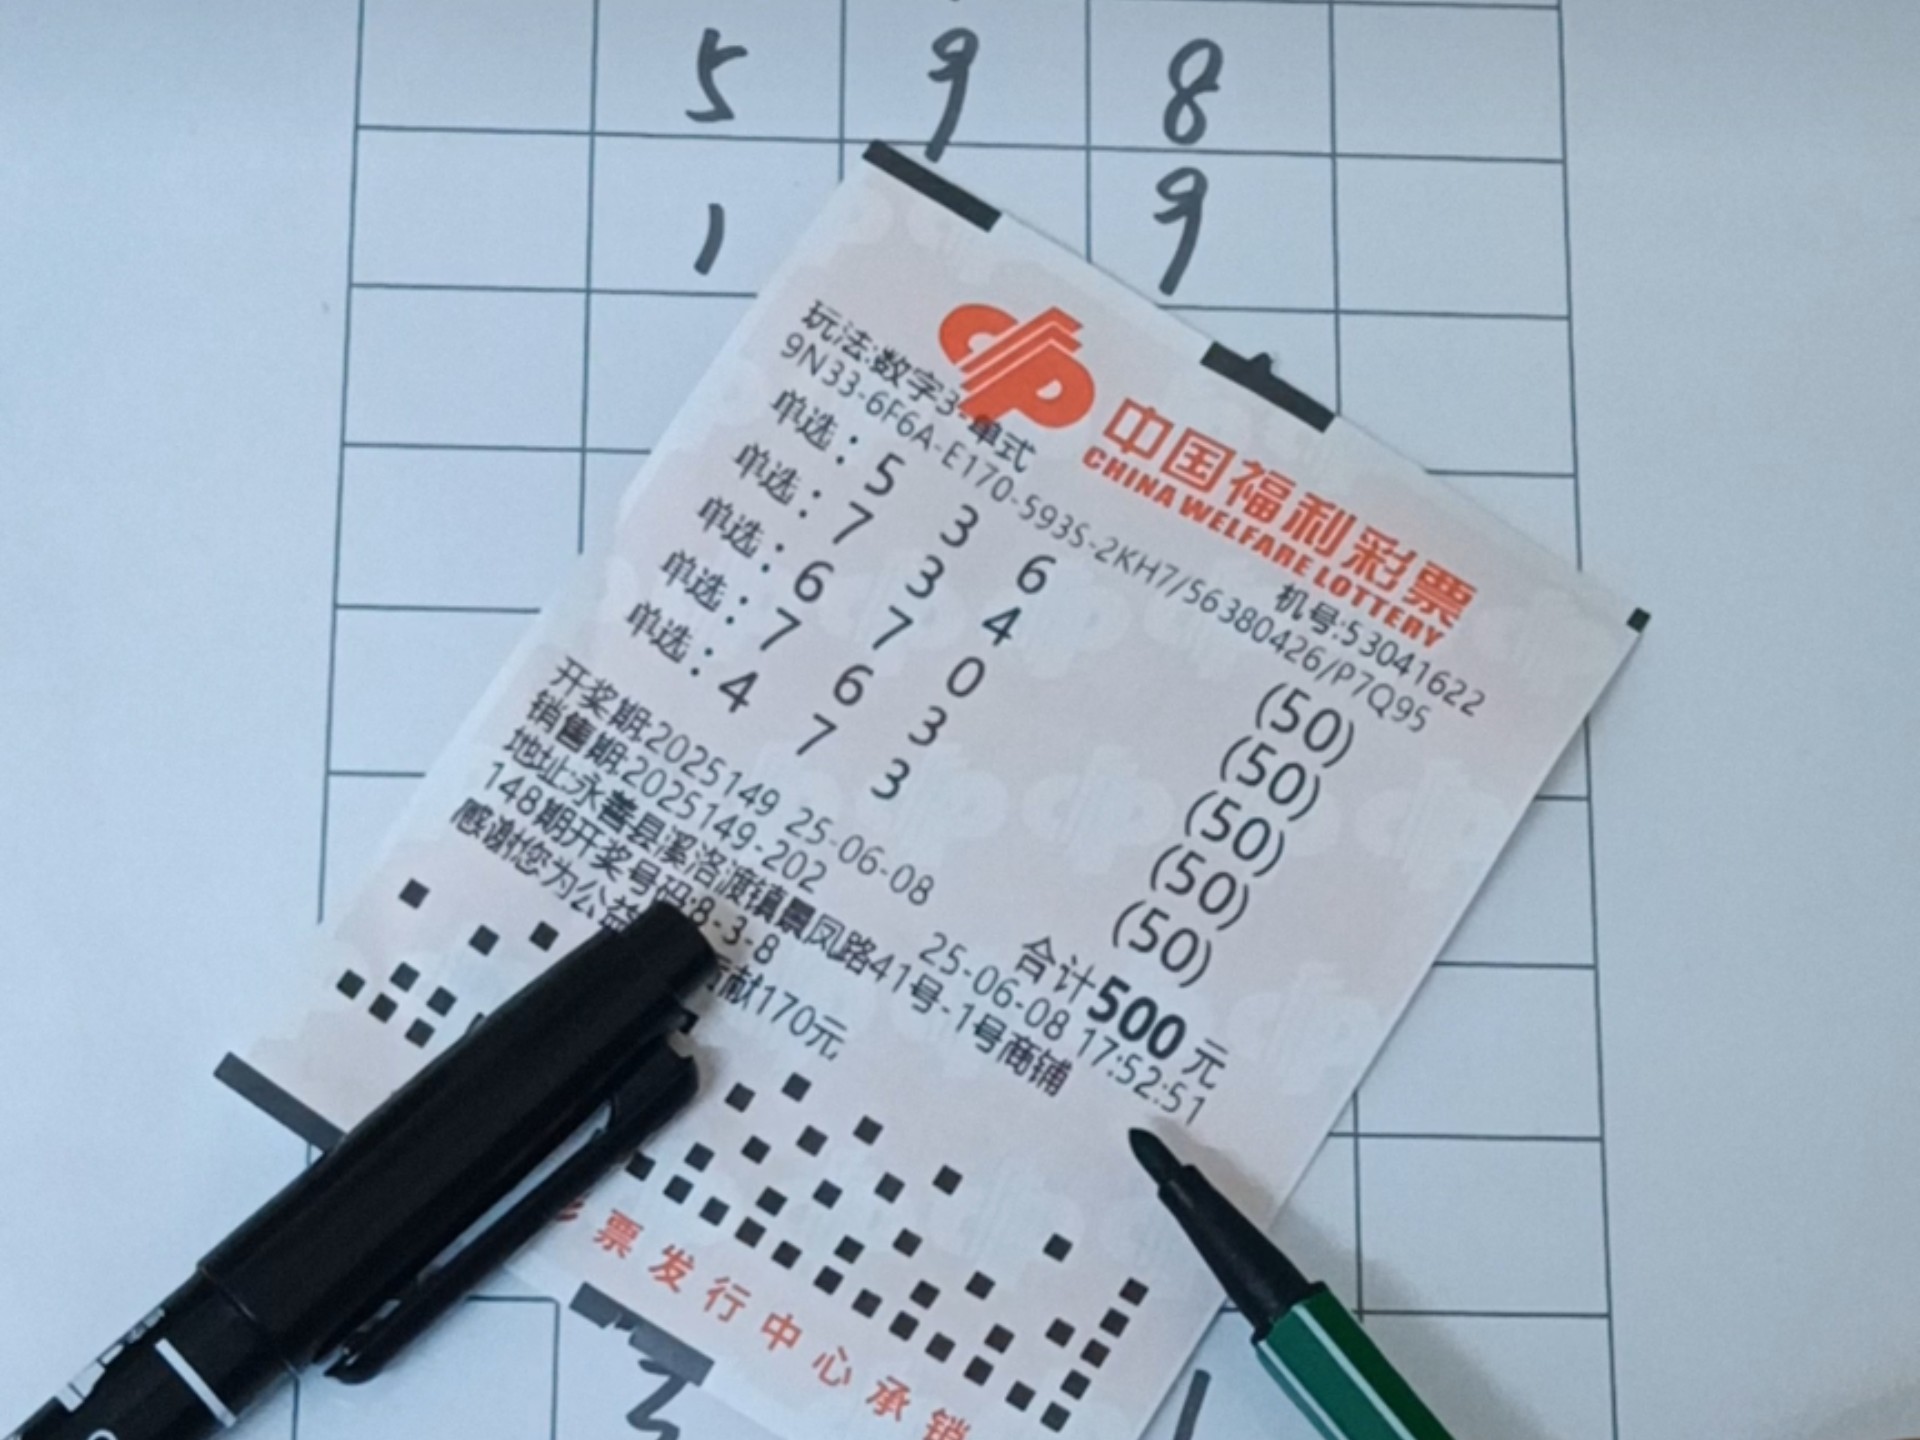 5 9 8
1 9
中国福利彩票
CHINA WELFARE LOTTERY
玩法:数字3-单式
机号:53041622
9N33-6F6A-E170-593S-2KH7/56380426/P7Q95
单选: 5 3 6 (50)
单选: 7 3 4 (50)
单选: 6 7 0 (50)
单选: 7 6 3 (50)
单选: 4 7 3 (50)
开奖期:2025149 25-06-08 合计500元
销售期:2025149-202 25-06-08 17:52:51
地址:永善县溪洛渡镇景凤路41号-1号商铺
148期开奖号码:8-3-8
感谢您为公益 贡献170元
票发行中心承销